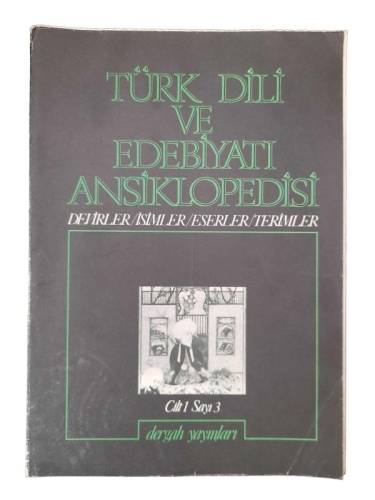 TÜRK DİLİ
VE
EDEBİYATI
ANSİKLOPEDİSİ
DEVİRLER/İSİMLER/ESERLER/TERİMLER
Cilt 1 Sayı 3
dergâh yayınları